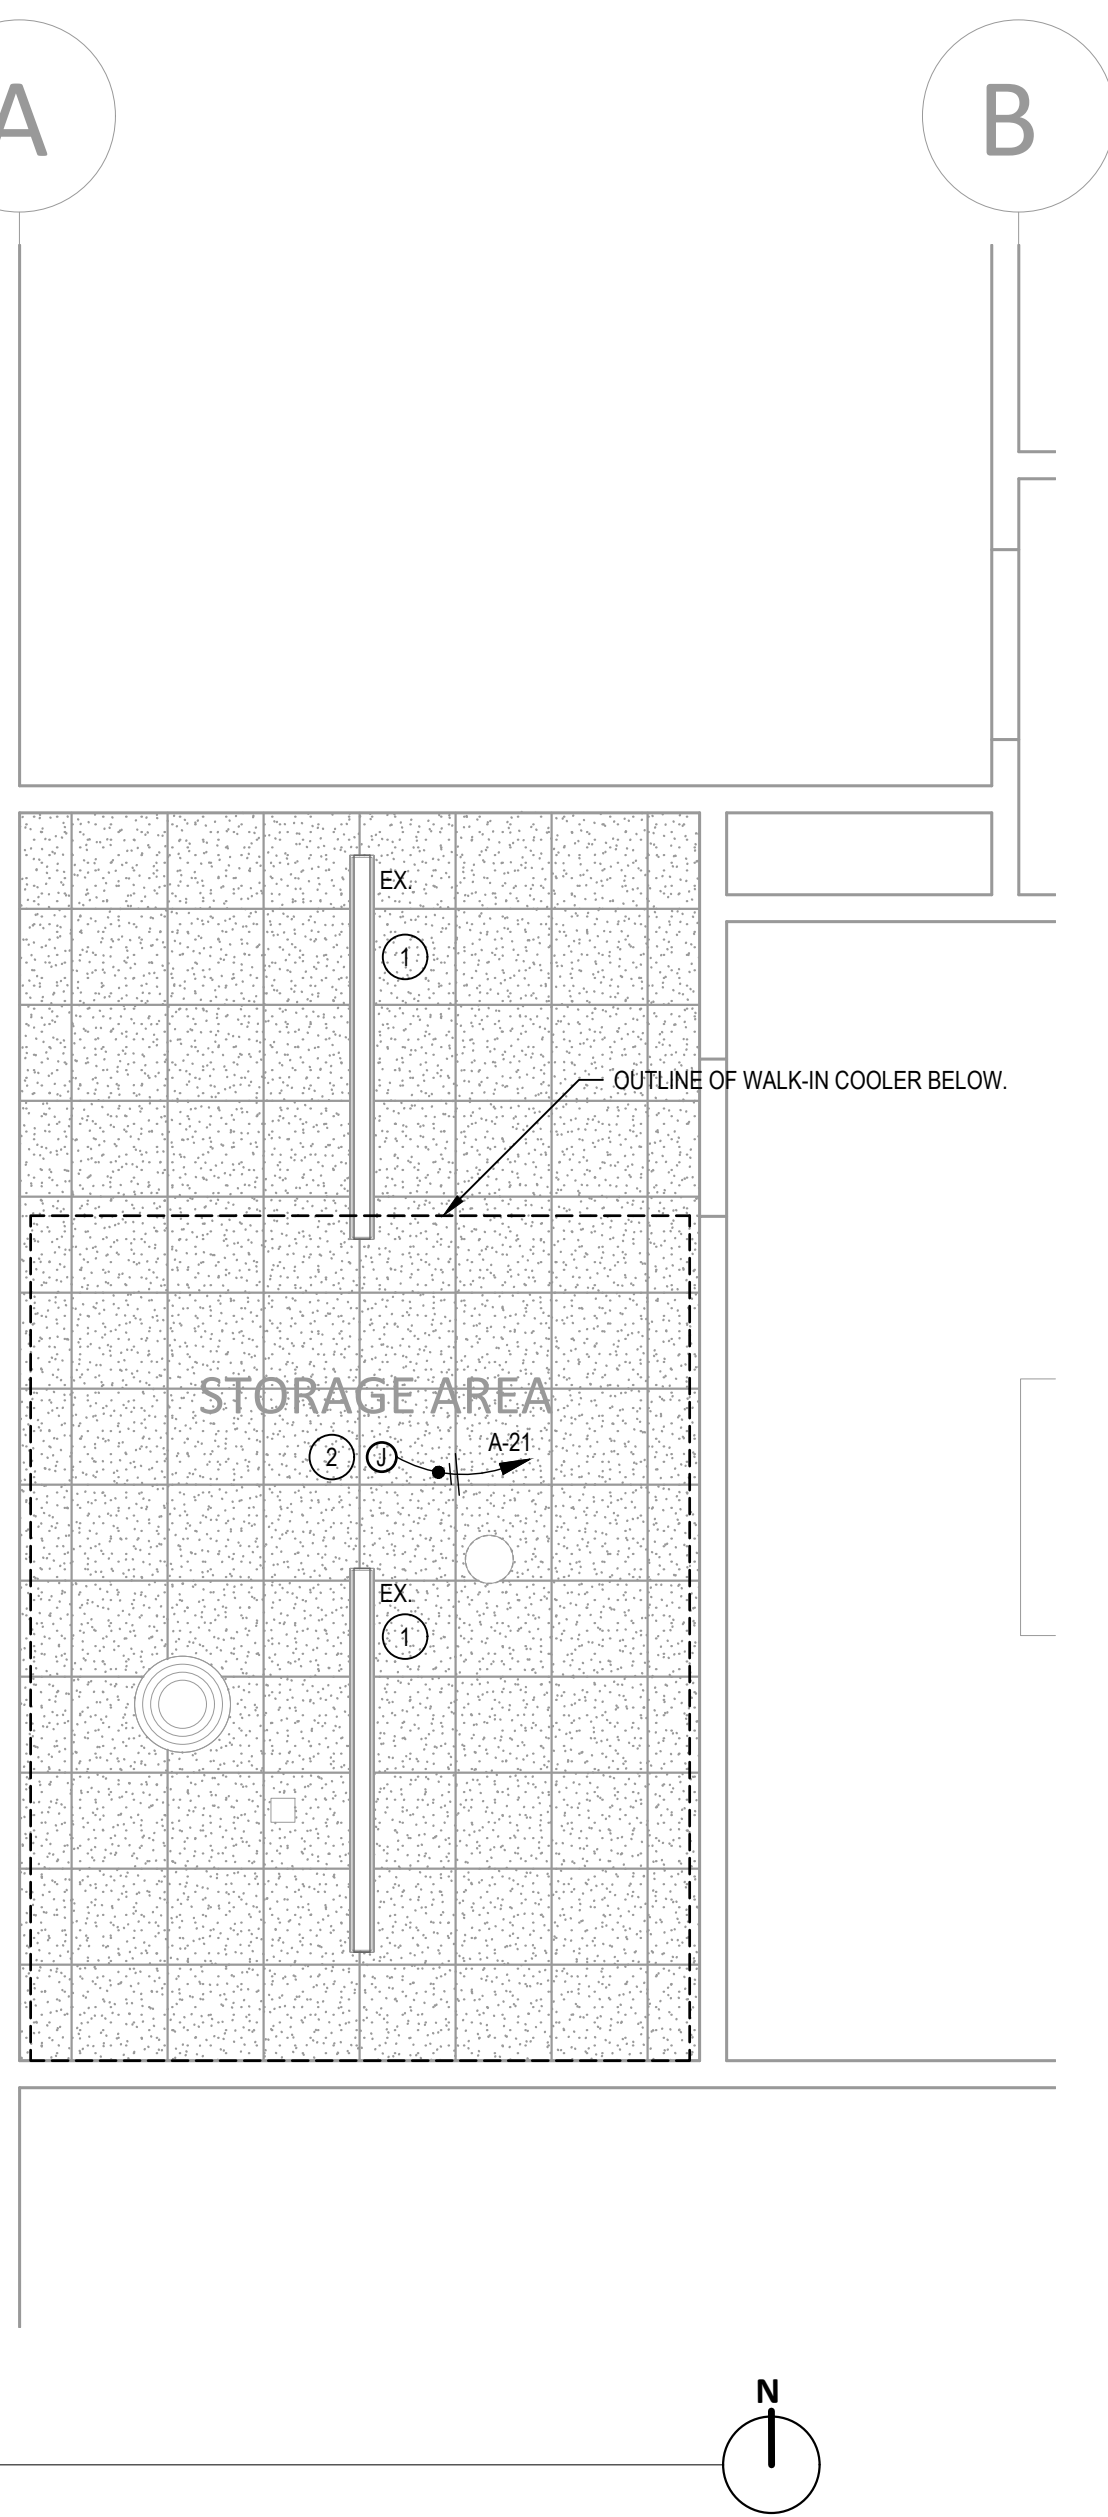 A
B
EX.
1
OUTLINE OF WALK-IN COOLER BELOW.
STORAGE AREA
A-21
2
J
EX.
1
N